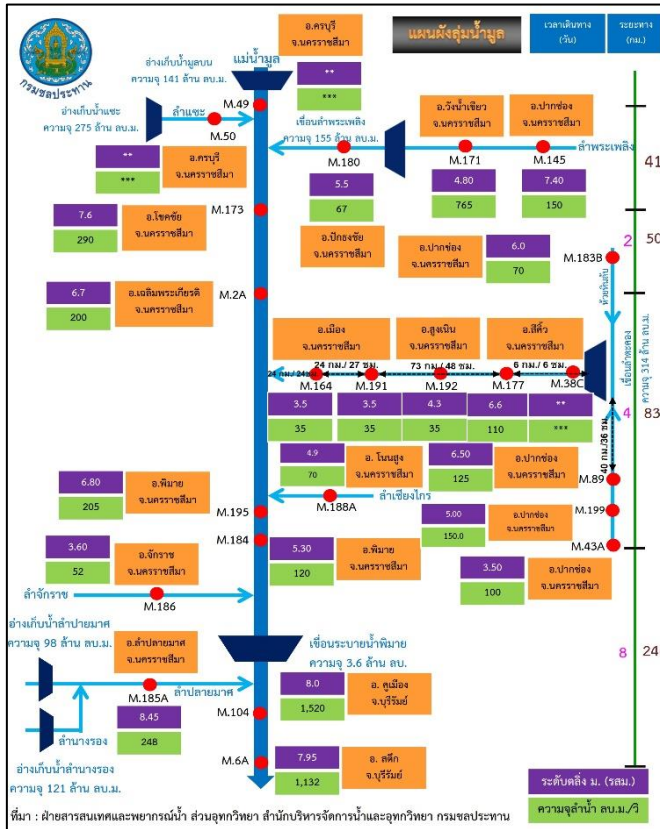 กรมชลประทาน
อ่างเก็บน้ำมูลบน
ความจุ 141 ล้าน ลบ.ม.
แม่น้ำมูล
อ.ครบุรี
จ.นครราชสีมา
**
***
แผนผังลุ่มน้ำมูล
เวลาเดินทาง
(วัน)
ระยะทาง
(กม.)
อ่างเก็บน้ำแซะ
ความจุ 275 ล้าน ลบ.ม.
ลำแซะ
M.49
M.50
เขื่อนลำพระเพลิง
ความจุ 155 ล้าน ลบ.ม.
อ.วังน้ำเขียว
จ.นครราชสีมา
อ.ปากช่อง
จ.นครราชสีมา
ลำพระเพลิง
M.180
M.171
M.145
41
**
***
อ.ครบุรี
จ.นครราชสีมา
5.5
67
4.80
765
7.40
150
M.173
7.6
290
อ.โชคชัย
จ.นครราชสีมา
อ.ปักธงชัย
จ.นครราชสีมา
อ.ปากช่อง
จ.นครราชสีมา
6.0
70
M.183B
2
50
ห้วยหินลับ
6.7
200
อ.เฉลิมพระเกียรติ
จ.นครราชสีมา
M.2A
อ.เมือง
จ.นครราชสีมา
อ.สูงเนิน
จ.นครราชสีมา
อ.สีคิ้ว
จ.นครราชสีมา
เขื่อนลำตะคอง
ความจุ 314 ล้าน ลบ.ม.
24 กม./ 24ชม.
24 กม./ 27 ชม.
73 กม./ 48 ชม.
6 กม./ 6 ชม.
M.164
M.191
M.192
M.177
M.38C
3.5
35
3.5
35
4.3
35
6.6
110
**
***
4
83
40 กม./36 ชม.
4.9
70
อ. โนนสูง
จ.นครราชสีมา
6.50
125
อ.ปากช่อง
จ.นครราชสีมา
M.89
6.80
205
อ.พิมาย
จ.นครราชสีมา
M.195
ลำเชียงไกร
M.188A
5.00
150.0
อ.ปากช่อง
จ.นครราชสีมา
M.199
M.43A
M.184
3.60
52
อ.จักราช
จ.นครราชสีมา
5.30
120
อ.พิมาย
จ.นครราชสีมา
3.50
100
อ.ปากช่อง
จ.นครราชสีมา
ลำจักราช
M.186
อ่างเก็บน้ำลำปายมาศ
ความจุ 98 ล้าน ลบ.ม.
อ.ลำปลายมาศ
จ.นครราชสีมา
เขื่อนระบายน้ำพิมาย
ความจุ 3.6 ล้าน ลบ.
8
24
M.185A
ลำปลายมาศ
8.0
1,520
อ. คูเมือง
จ.บุรีรัมย์
M.104
8.45
248
ลำนางรอง
M.6A
7.95
1,132
อ. สตึก
จ.บุรีรัมย์
อ่างเก็บน้ำลำนางรอง
ความจุ 121 ล้าน ลบ.ม.
ระดับตลิ่ง ม. (รสม.)
ความจุลำน้ำ ลบ.ม./วิ
ที่มา : ฝ่ายสารสนเทศและพยากรณ์น้ำ ส่วนอุทกวิทยา สำนักบริหารจัดการน้ำและอุทกวิทยา กรมชลประทาน